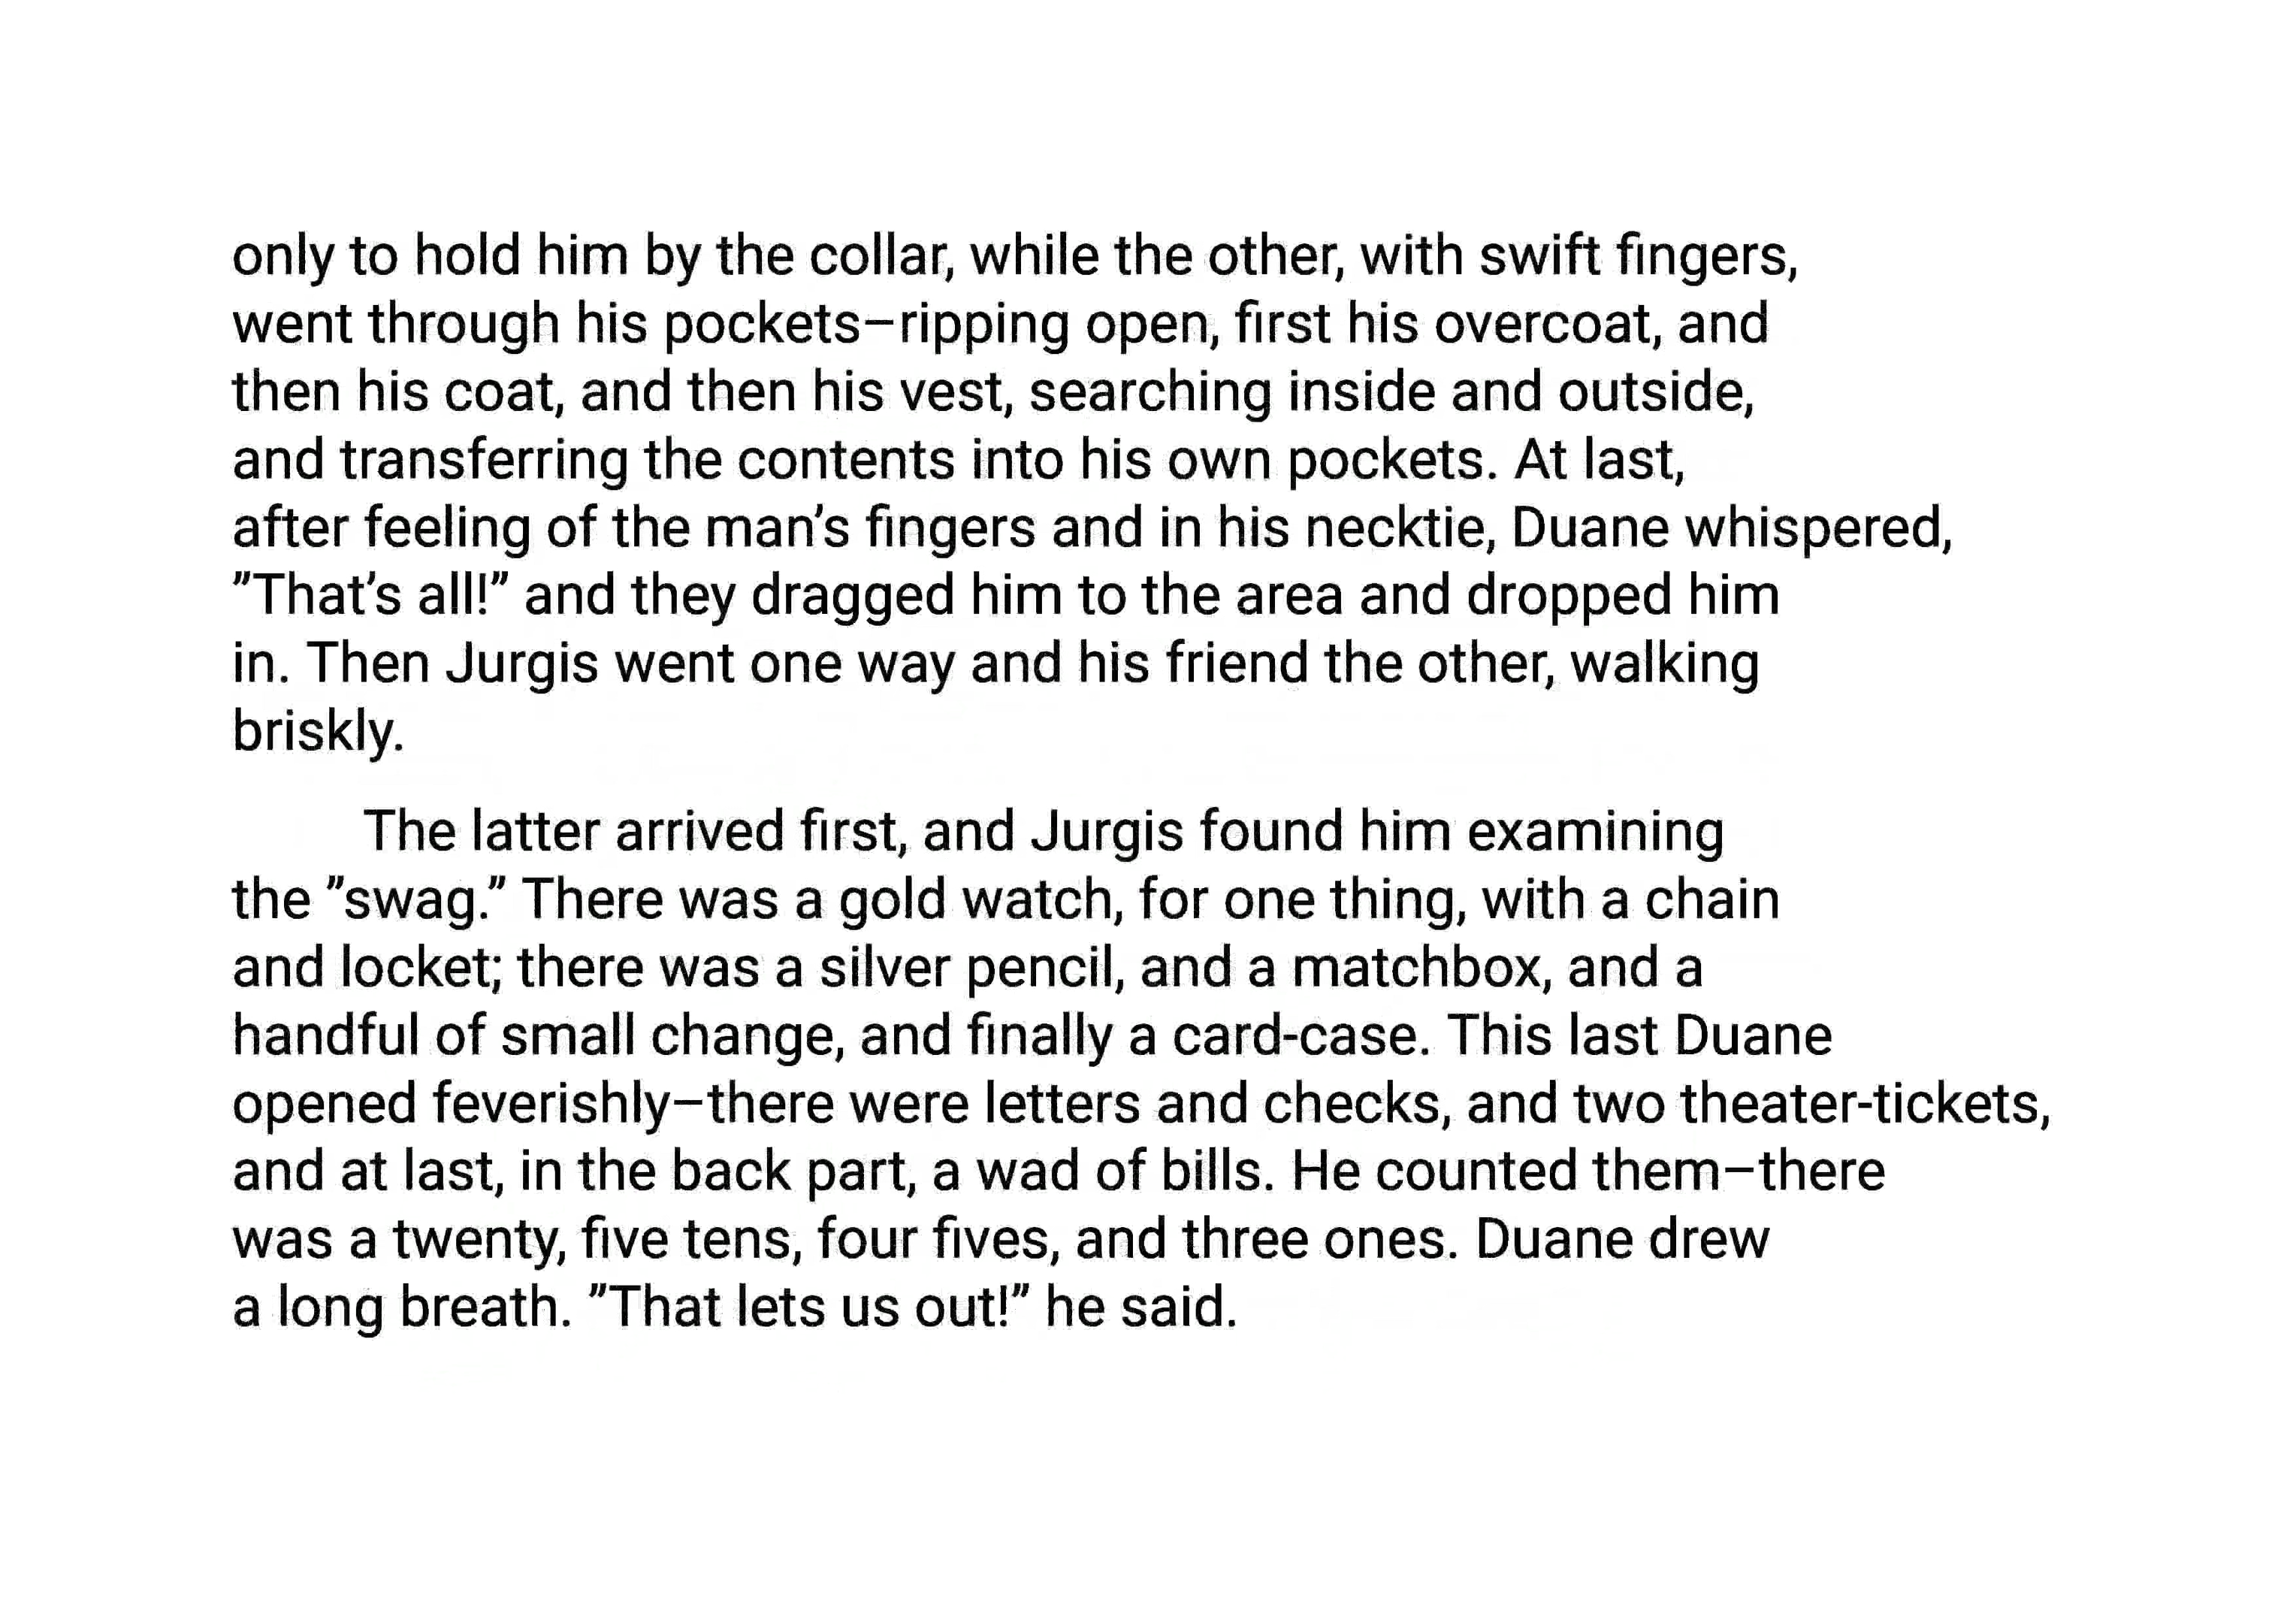 only to hold him by the collar, while the other, with swift fingers,
went through his pockets–ripping open, first his overcoat, and
then his coat, and then his vest, searching inside and outside,
and transferring the contents into his own pockets. At last,
after feeling of the man’s fingers and in his necktie, Duane whispered,
”That’s all!” and they dragged him to the area and dropped him
in. Then Jurgis went one way and his friend the other, walking
briskly.
The latter arrived first, and Jurgis found him examining
the ”swag.” There was a gold watch, for one thing, with a chain
and locket; there was a silver pencil, and a matchbox, and a
handful of small change, and finally a card-case. This last Duane
opened feverishly–there were letters and checks, and two theater-tickets,
and at last, in the back part, a wad of bills. He counted them–there
was a twenty, five tens, four fives, and three ones. Duane drew
a long breath. ”That lets us out!” he said.